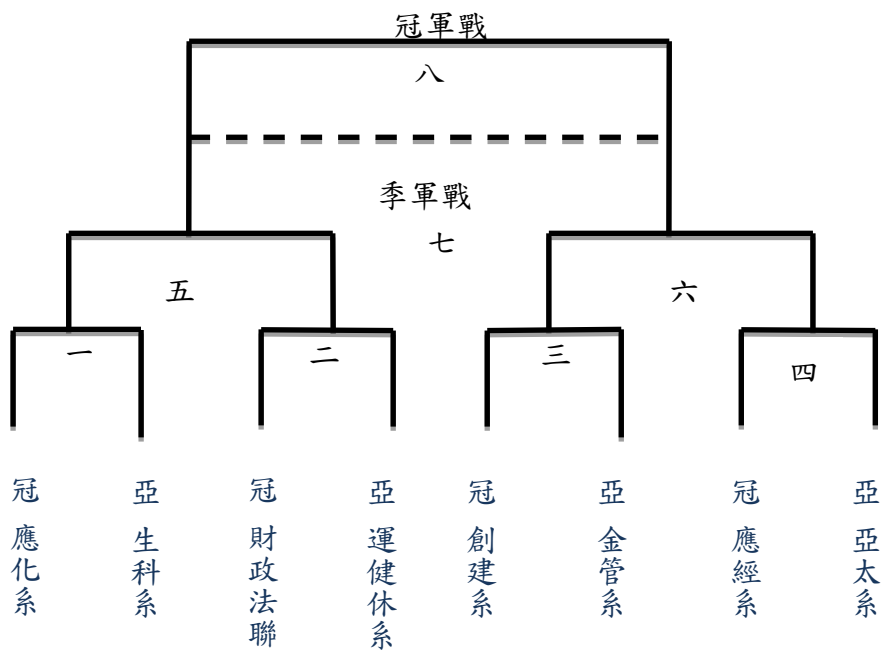 冠軍戰
八
季軍戰
七
五
六
一
二
三
四
冠 應化系
亞 生科系
冠 財政法聯
亞 運健休系
冠 創建系
亞 金管系
冠 應經系
亞 亞太系